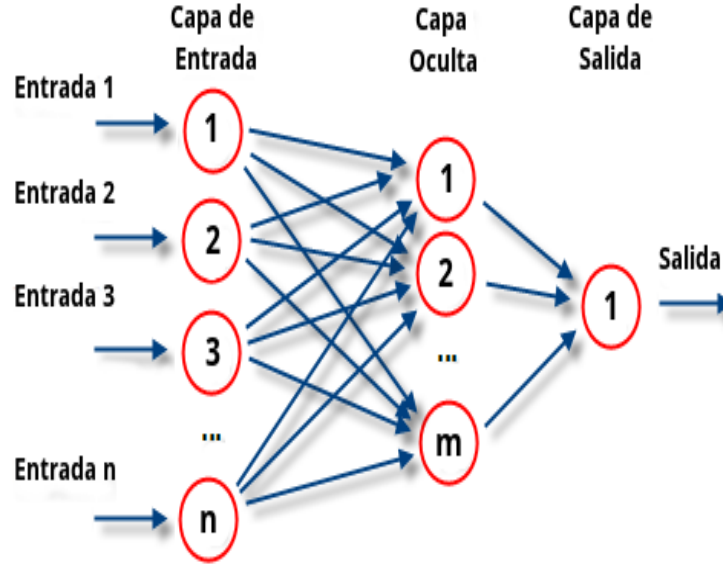 Capa de
Entrada
Capa
Oculta
Capa de
Salida
Entrada 1
1
Entrada 2
2
Entrada 3
3
...
Entrada n
n
1
2
...
m
1
Salida